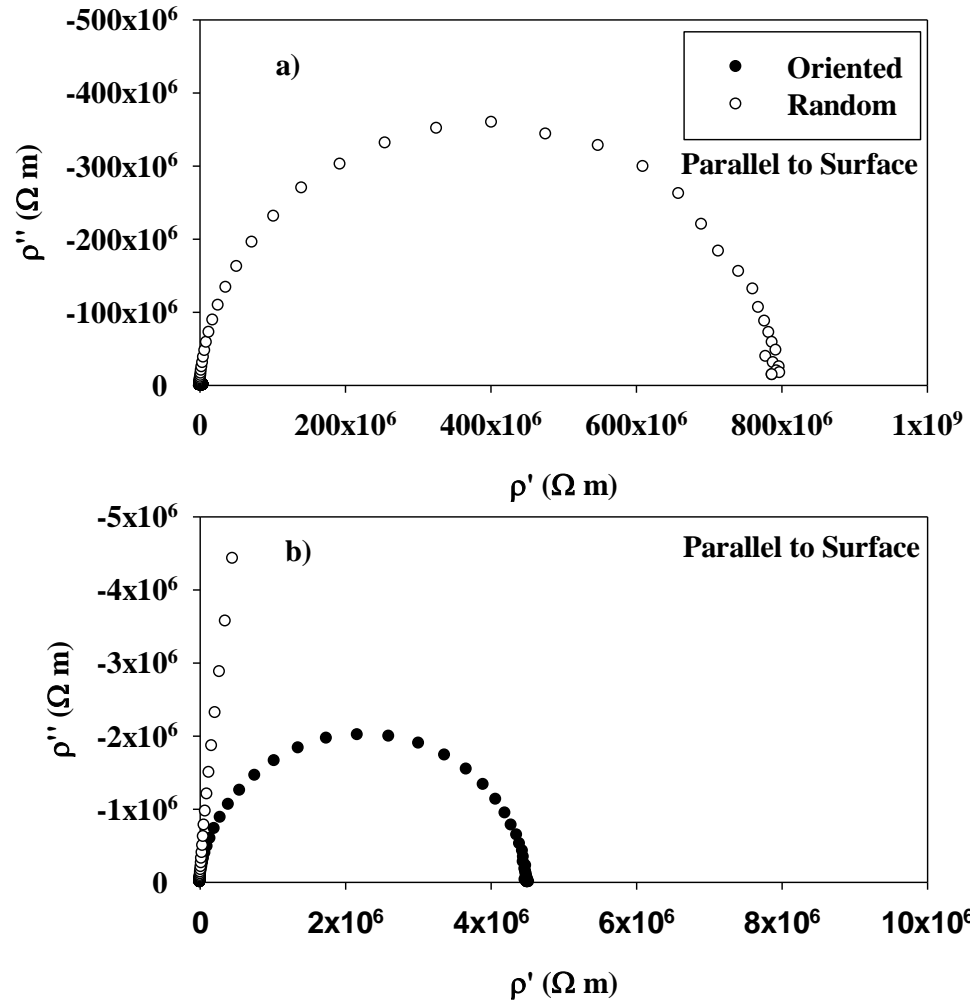 -500x10⁶
a)
Oriented
Random
-400x10⁶
-300x10⁶
Parallel to Surface
-200x10⁶
-100x10⁶
0
ρ'' (Ω m)
0 200x10⁶ 400x10⁶ 600x10⁶ 800x10⁶ 1x10⁹
ρ' (Ω m)
-5x10⁶
b)
Parallel to Surface
-4x10⁶
-3x10⁶
-2x10⁶
-1x10⁶
0
ρ'' (Ω m)
0 2x10⁶ 4x10⁶ 6x10⁶ 8x10⁶ 10x10⁶
ρ' (Ω m)